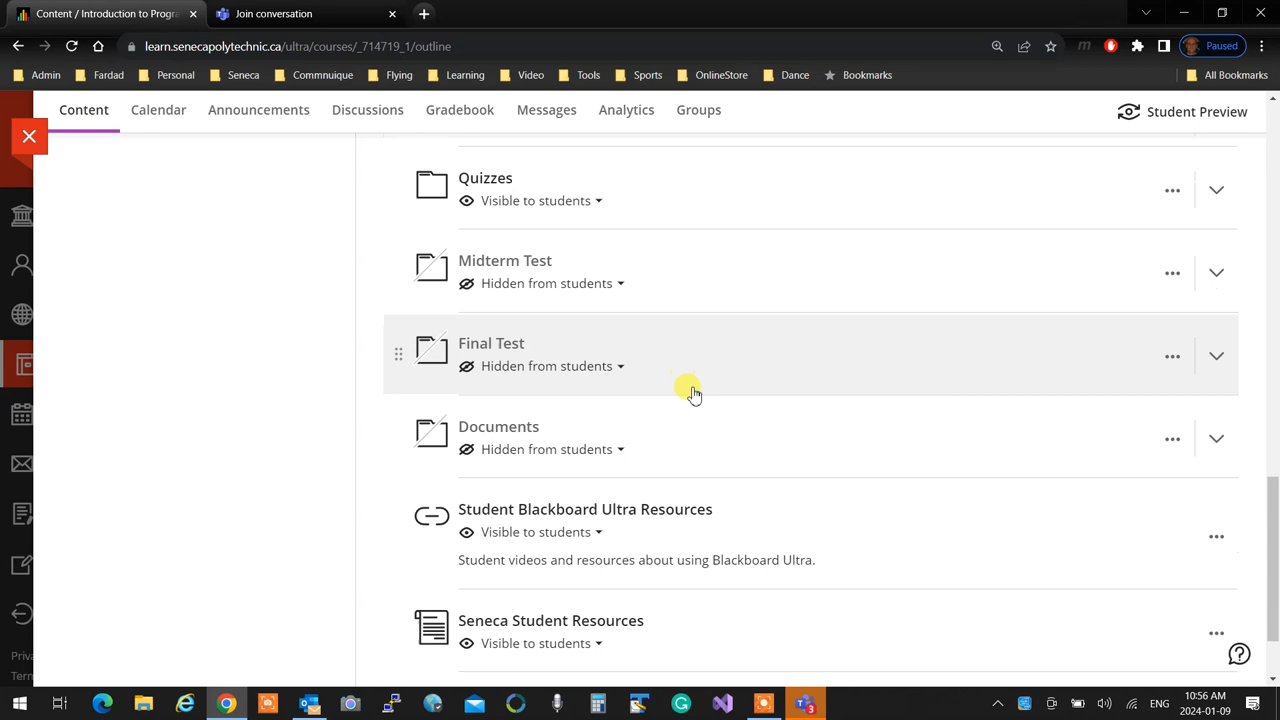 Content / Introduction to Progr
Join conversation
learn.senecapolytechnic.ca/ultra/courses/_714719_1/outline
Paused
Admin
Fardad
Personal
Seneca
Commnuique
Flying
Learning
Video
Tools
Sports
OnlineStore
Dance
Bookmarks
All Bookmarks
Content
Calendar
Announcements
Discussions
Gradebook
Messages
Analytics
Groups
Student Preview
Quizzes
Visible to students
Midterm Test
Hidden from students
Final Test
Hidden from students
Documents
Hidden from students
Student Blackboard Ultra Resources
Visible to students
Student videos and resources about using Blackboard Ultra.
Seneca Student Resources
Visible to students
Priva
Term
ENG
10:56 AM
2024-01-09
3